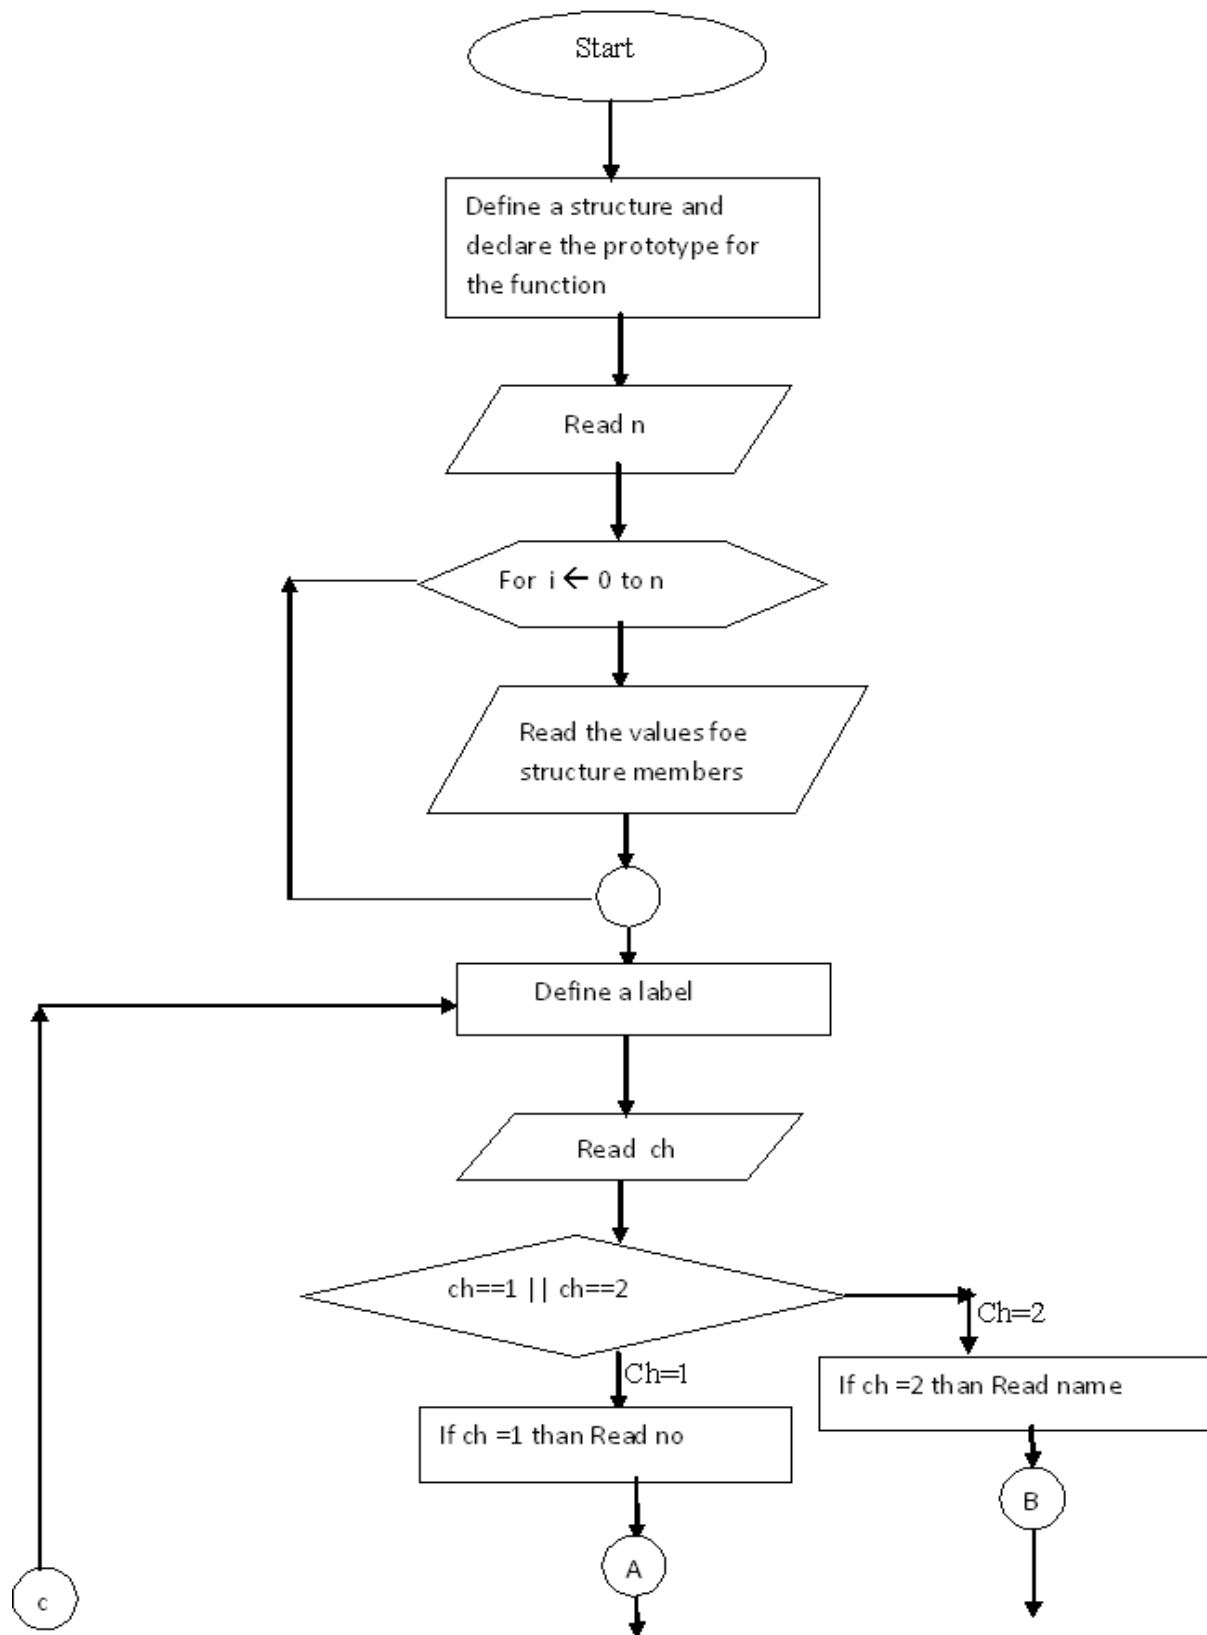 Start
Define a structure and
declare the prototype for
the function
Read n
For i ← 0 to n
Read the values foe
structure members
Define a label
Read ch
ch==1 || ch==2
Ch=2
Ch=1
If ch =2 than Read name
If ch =1 than Read no
B
A
c